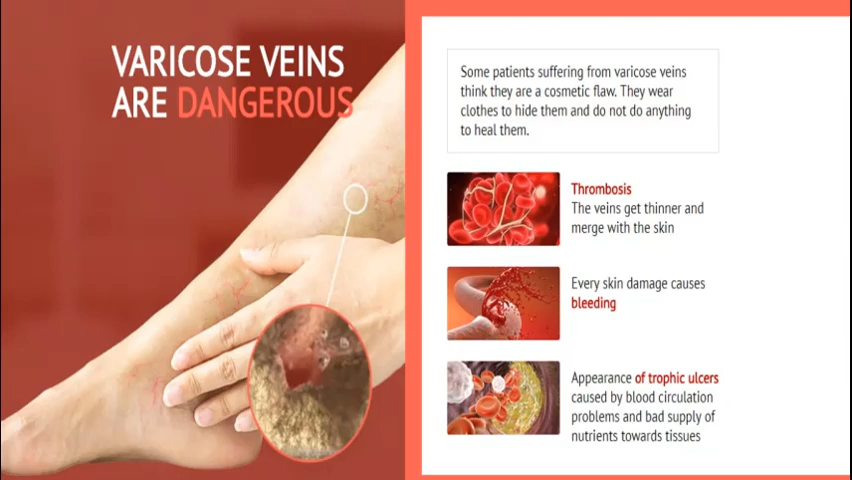 VARICOSE VEINS
ARE DANGEROUS
Some patients suffering from varicose veins
think they are a cosmetic flaw. They wear
clothes to hide them and do not do anything
to heal them.
Thrombosis
The veins get thinner and
merge with the skin
Every skin damage causes
bleeding
Appearance of trophic ulcers
caused by blood circulation
problems and bad supply of
nutrients towards tissues